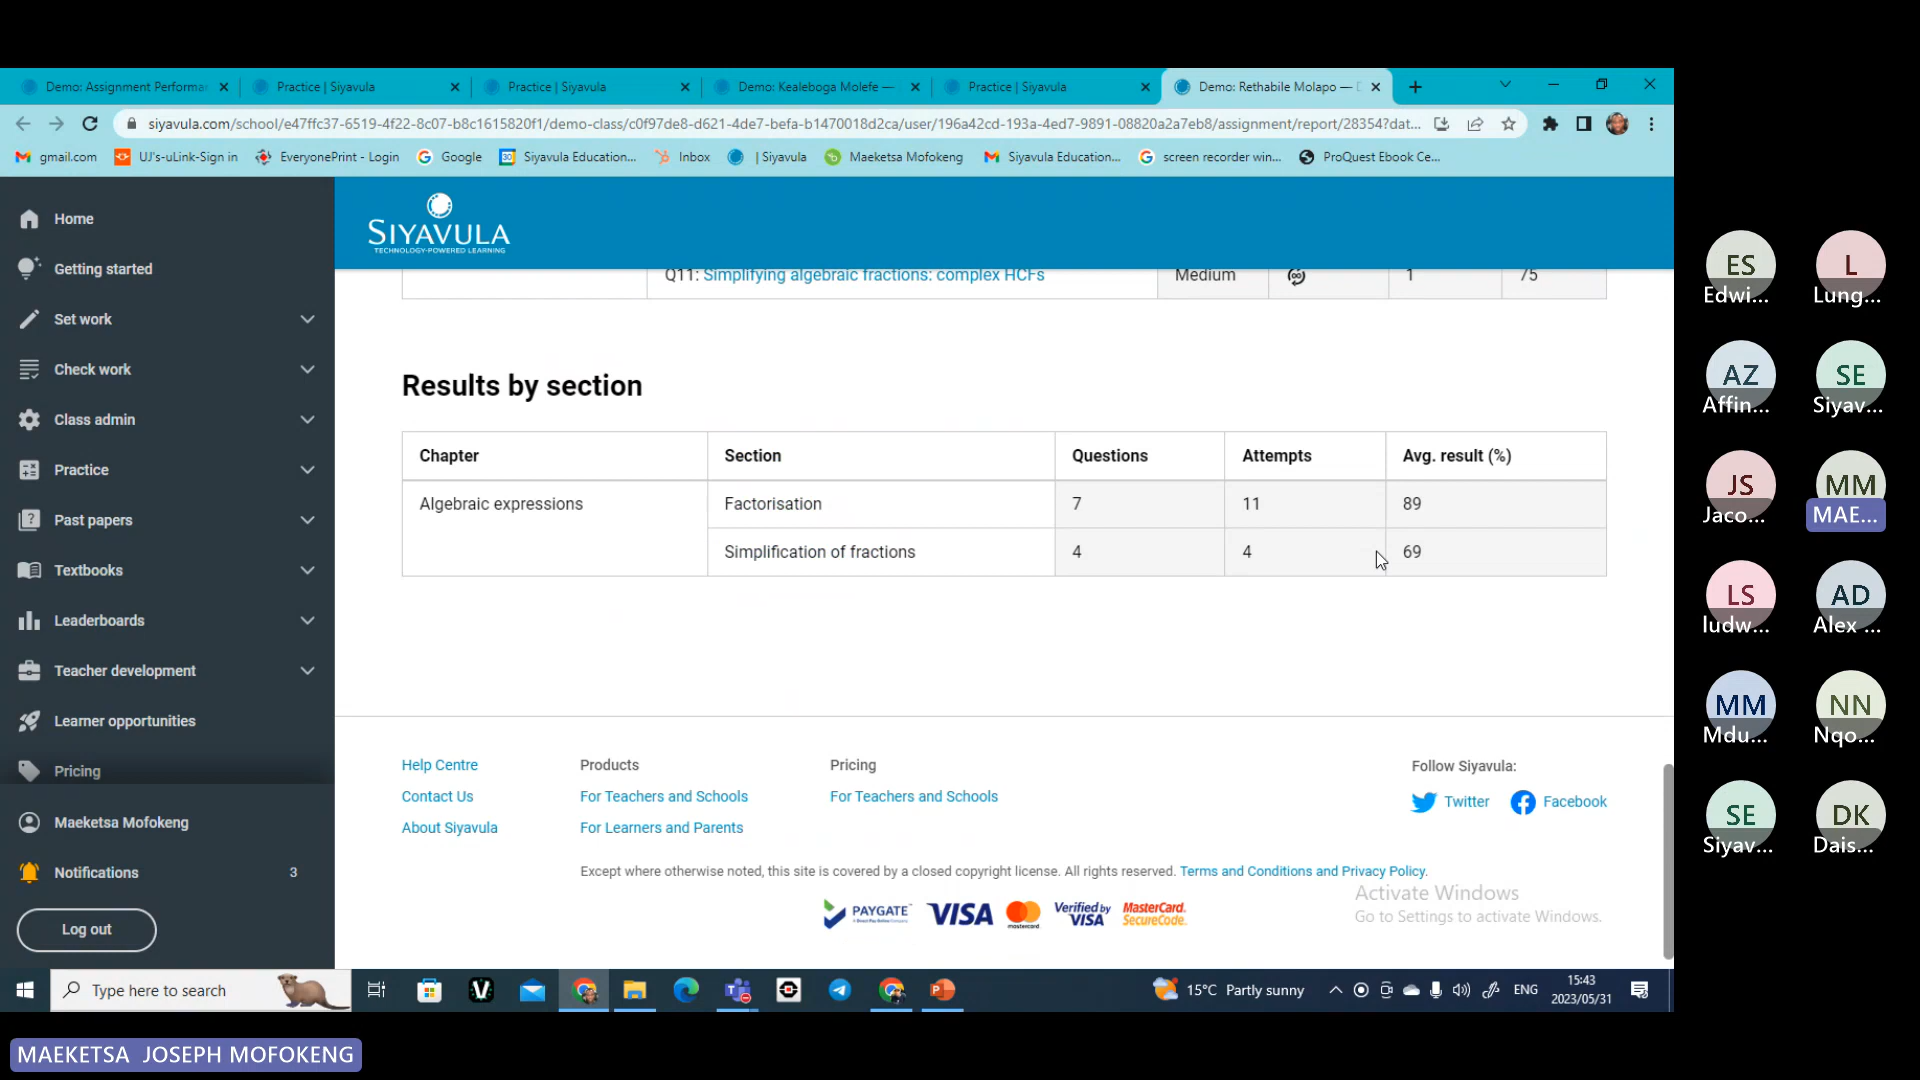 Demo: Assignment Performa
Practice | Siyavula
Practice | Siyavula
Demo: Kealeboga Molefe —
Practice | Siyavula
Demo: Rethabile Molapo —
siyavula.com/school/e47ffc37-6519-4f22-8c07-b8c1615820f1/demo-class/c0f97de8-d621-4de7-befa-b1470018d2ca/user/196a42cd-193a-4ed7-9891-08820a2a7eb8/assignment/report/28354?dat...
gmail.com
UJ's-uLink-Sign in
EveryonePrint - Login
Google
Siyavula Education...
Inbox
| Siyavula
Maeketsa Mofokeng
Siyavula Education...
screen recorder win...
ProQuest Ebook Ce...
Home
Getting started
Set work
Check work
Class admin
Practice
Past papers
Textbooks
Leaderboards
Teacher development
Learner opportunities
Pricing
Maeketsa Mofokeng
Notifications 3
Log out
SIYAVULA
TECHNOLOGY-POWERED LEARNING
Q11: Simplifying algebraic fractions: complex HCFs Medium 1 75
Results by section
Chapter Section Questions Attempts Avg. result (%)
Algebraic expressions Factorisation 7 11 89
Simplification of fractions 4 4 69
Help Centre
Contact Us
About Siyavula
Products
For Teachers and Schools
For Learners and Parents
Pricing
For Teachers and Schools
Follow Siyavula:
Twitter Facebook
Except where otherwise noted, this site is covered by a closed copyright license. All rights reserved. Terms and Conditions and Privacy Policy.
PAYGATE
VISA
mastercard
Verified by VISA
MasterCard. SecureCode.
Activate Windows
Go to Settings to activate Windows.
Type here to search
15°C Partly sunny
ENG
15:43
2023/05/31
ES
Edwi...
L
Lung...
AZ
Affin...
SE
Siyav...
JS
Jaco...
MM
MAE...
LS
ludw...
AD
Alex ...
MM
Mdu...
NN
Nqo...
SE
Siyav...
DK
Dais...
MAEKETSA JOSEPH MOFOKENG